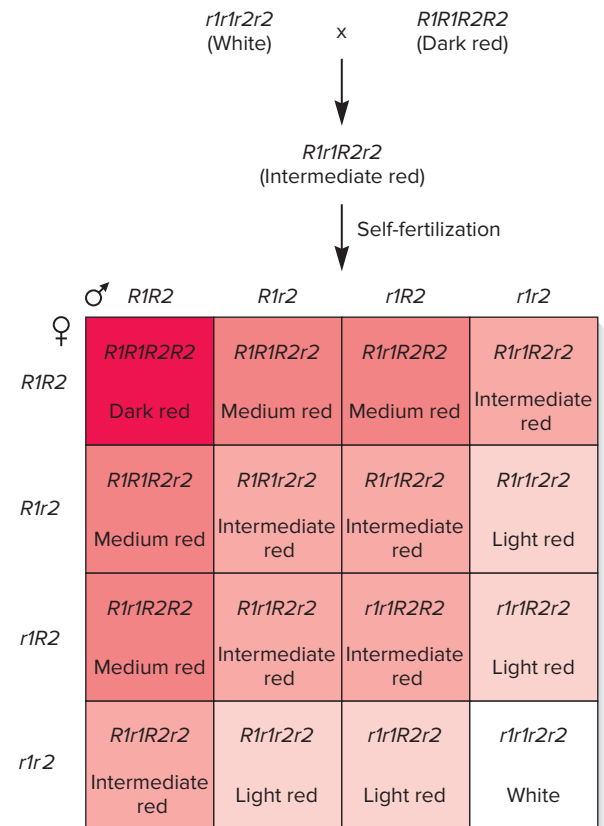 r1r1r2r2 x R1R1R2R2
(White) (Dark red)
R1r1R2r2
(Intermediate red)
Self-fertilization
♂ R1R2 R1r2 r1R2 r1r2
♀
R1R2
R1R1R2R2 R1R1R2r2 R1r1R2R2 R1r1R2r2
Dark red Medium red Medium red Intermediate
red
R1r2
R1R1R2r2 R1R1r2r2 R1r1R2r2 R1r1r2r2
Medium red Intermediate Intermediate Light red
red red
r1R2
R1r1R2R2 R1r1R2r2 r1r1R2R2 r1r1R2r2
Medium red Intermediate Intermediate Light red
red red
r1r2
R1r1R2r2 R1r1r2r2 r1r1R2r2 r1r1r2r2
Intermediate Light red Light red White
red